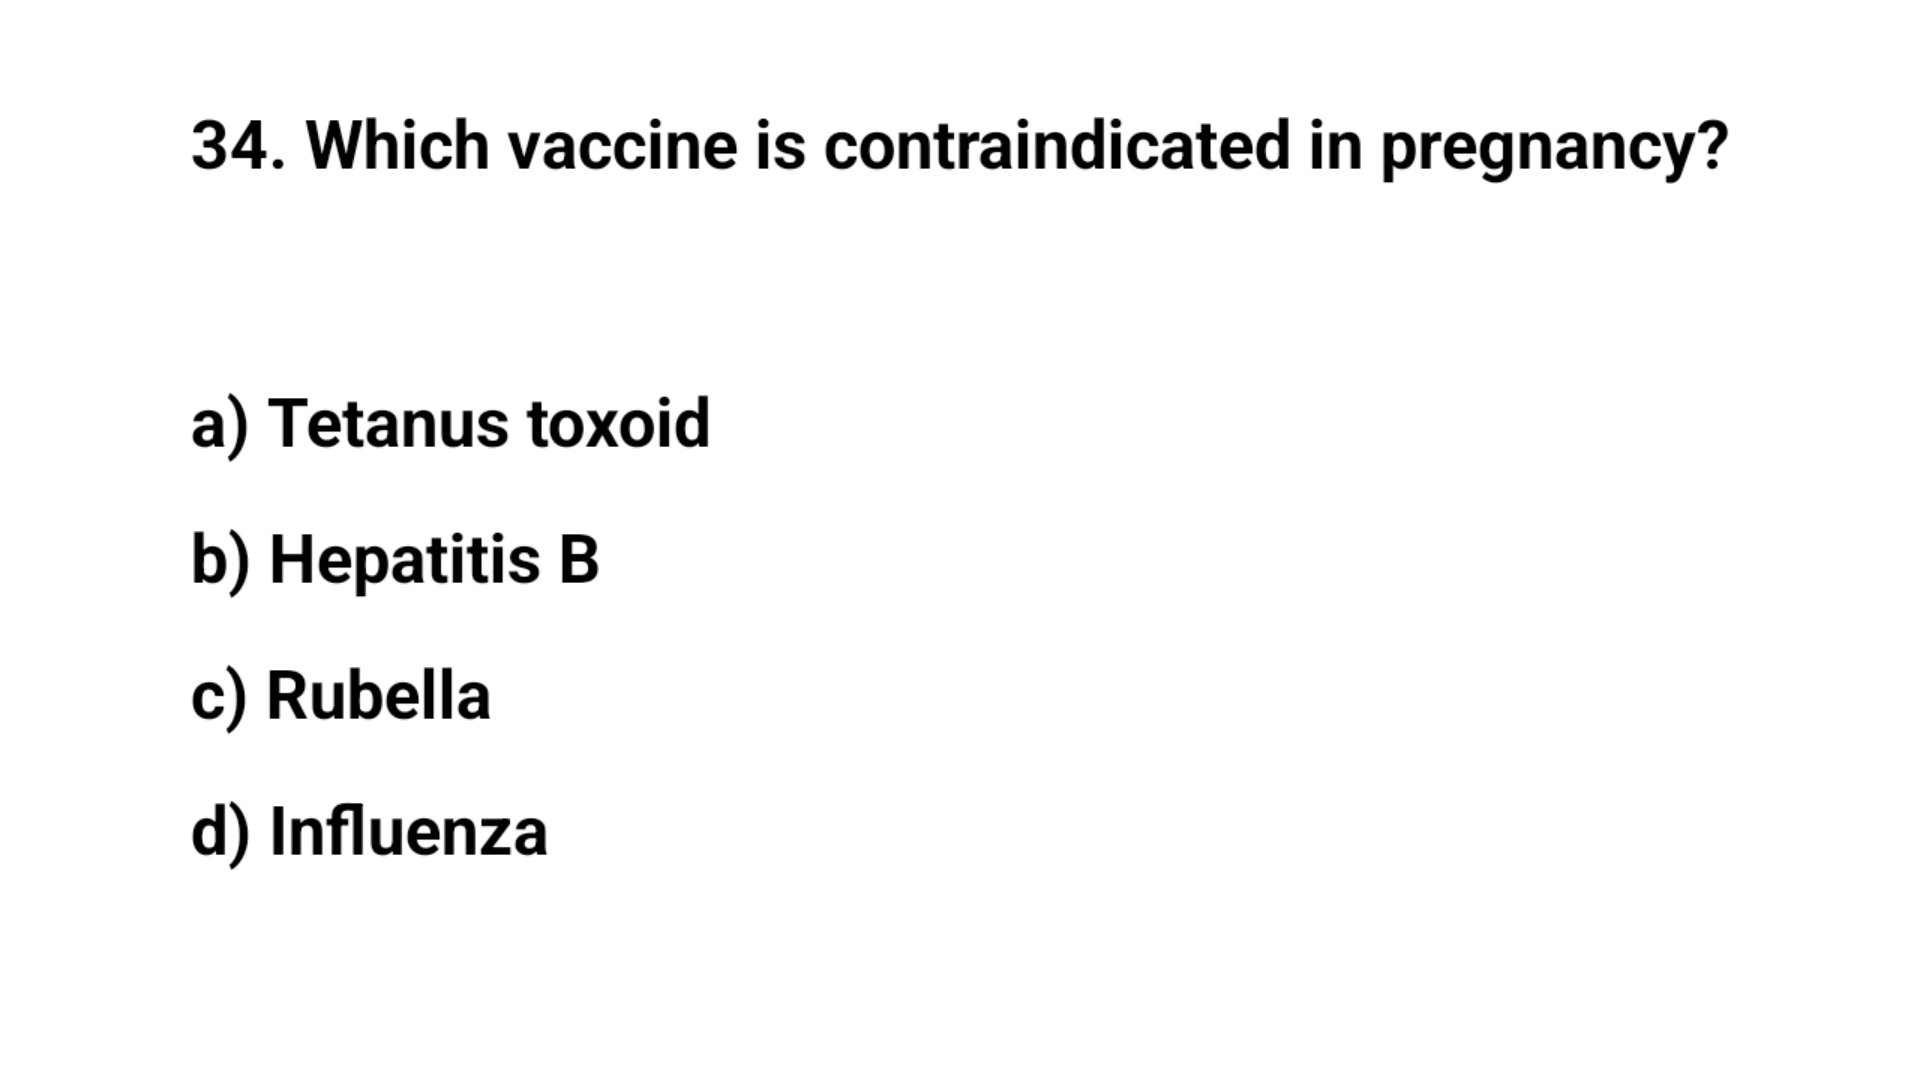 34. Which vaccine is contraindicated in pregnancy?
a) Tetanus toxoid
b) Hepatitis B
c) Rubella
d) Influenza